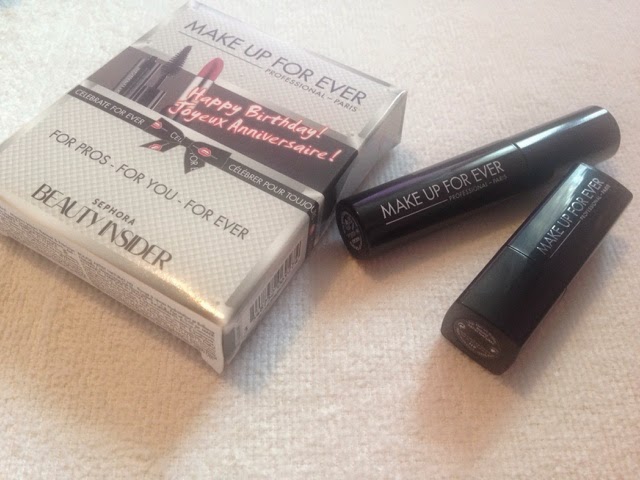 MAKE UP FOR EVER
PROFESSIONAL - PARIS
Happy Birthday!
Joyeux Anniversaire!
CELEBRATE FOR EVER
CÉLÉBRER POUR TOUJO
FOR PROS - FOR YOU - FOR EVER
SEPHORA
BEAUTY INSIDER
MAKE UP FOR EVER
PROFESSIONAL - PARIS
MAKE UP FOR EVER
PROFESSIONAL - PARIS